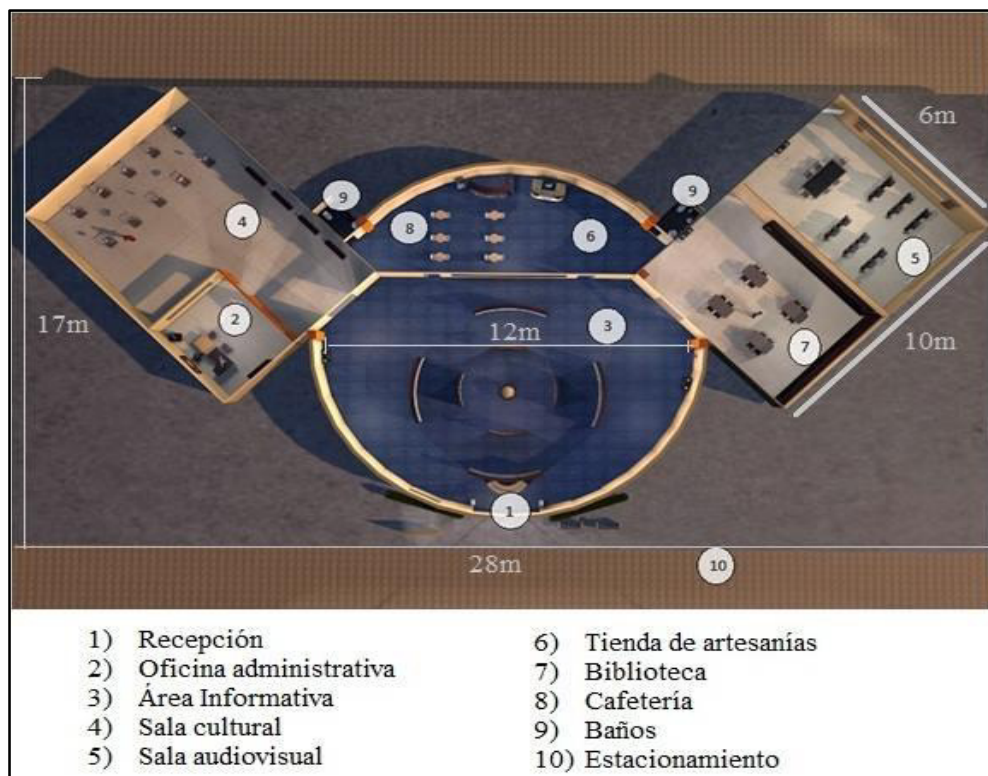 6m
9
9
8
6
4
5
2
3
17m
12m
7
10m
1
28m
10
1) Recepción
2) Oficina administrativa
3) Área Informativa
4) Sala cultural
5) Sala audiovisual
6) Tienda de artesanías
7) Biblioteca
8) Cafetería
9) Baños
10) Estacionamiento